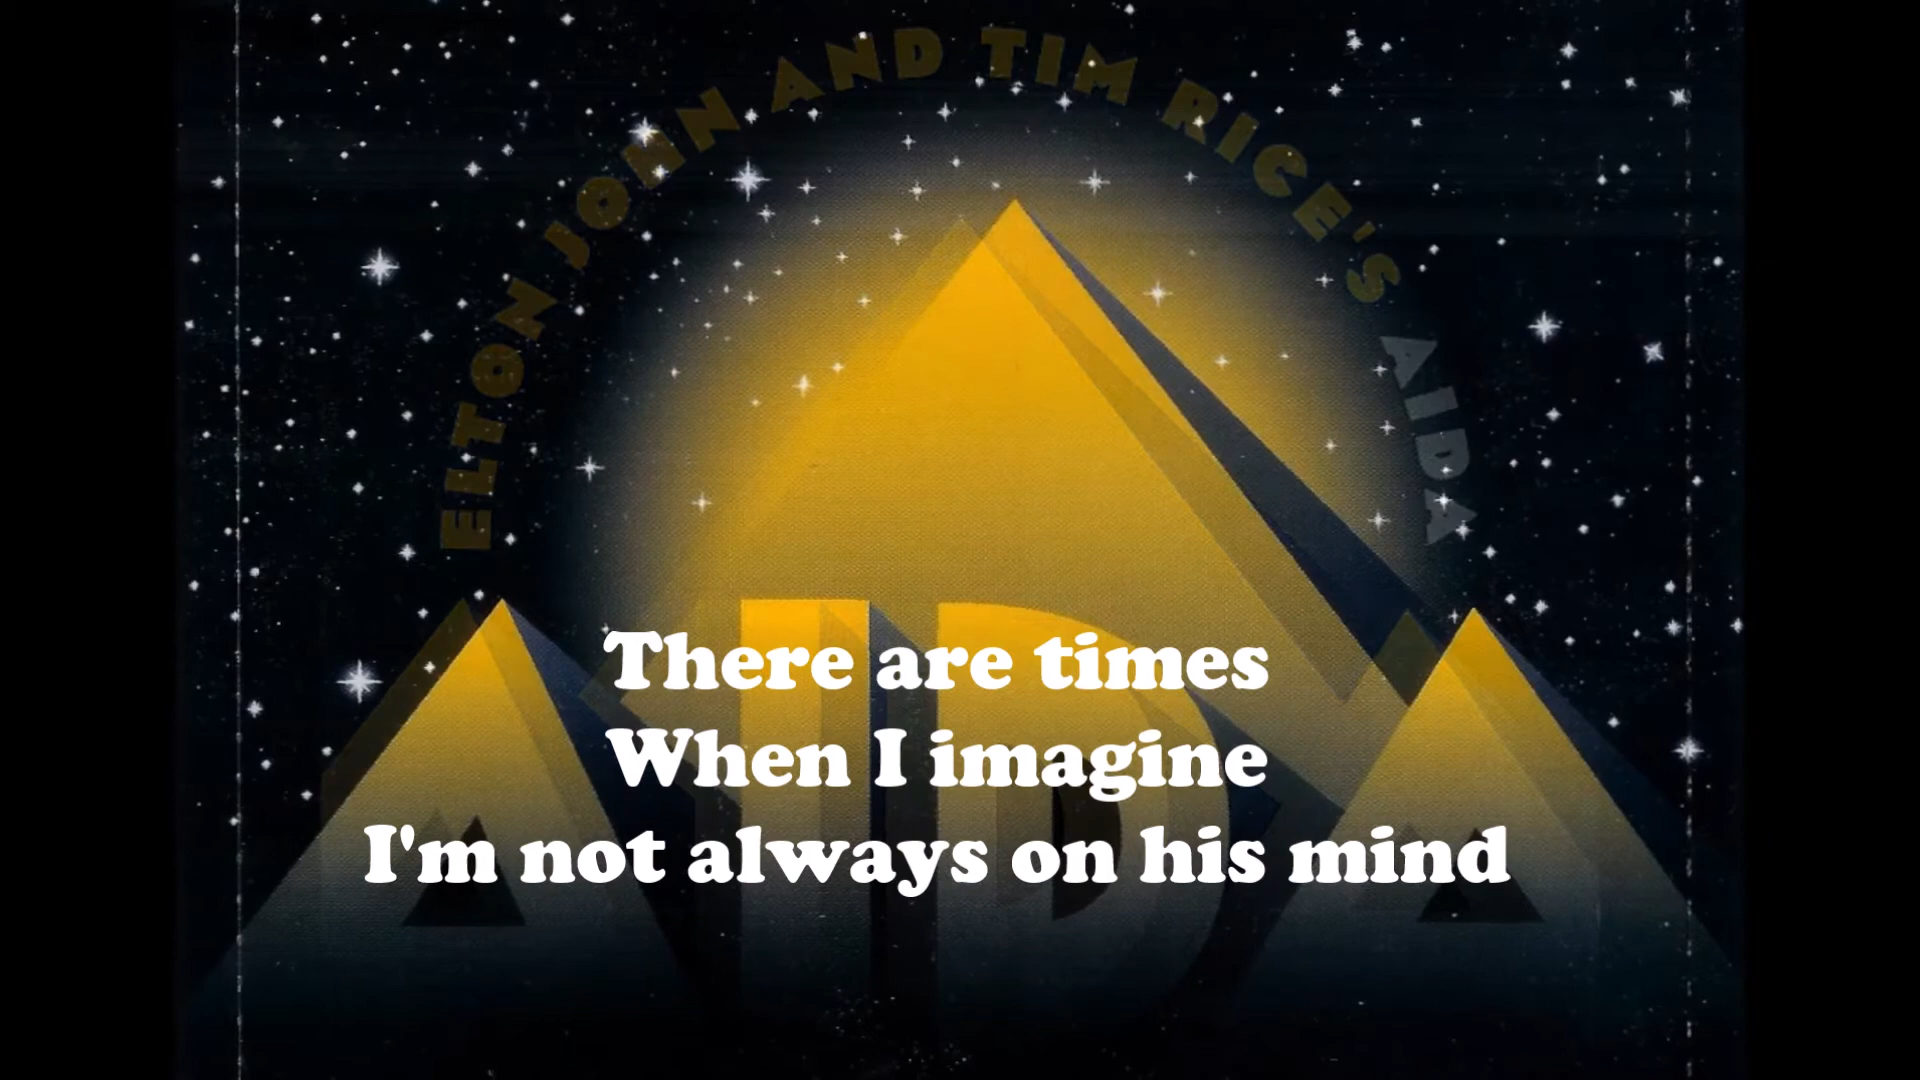 ELTON JOHN AND TIM RICE'S AIDA
AIDA
There are times
When I imagine
I'm not always on his mind